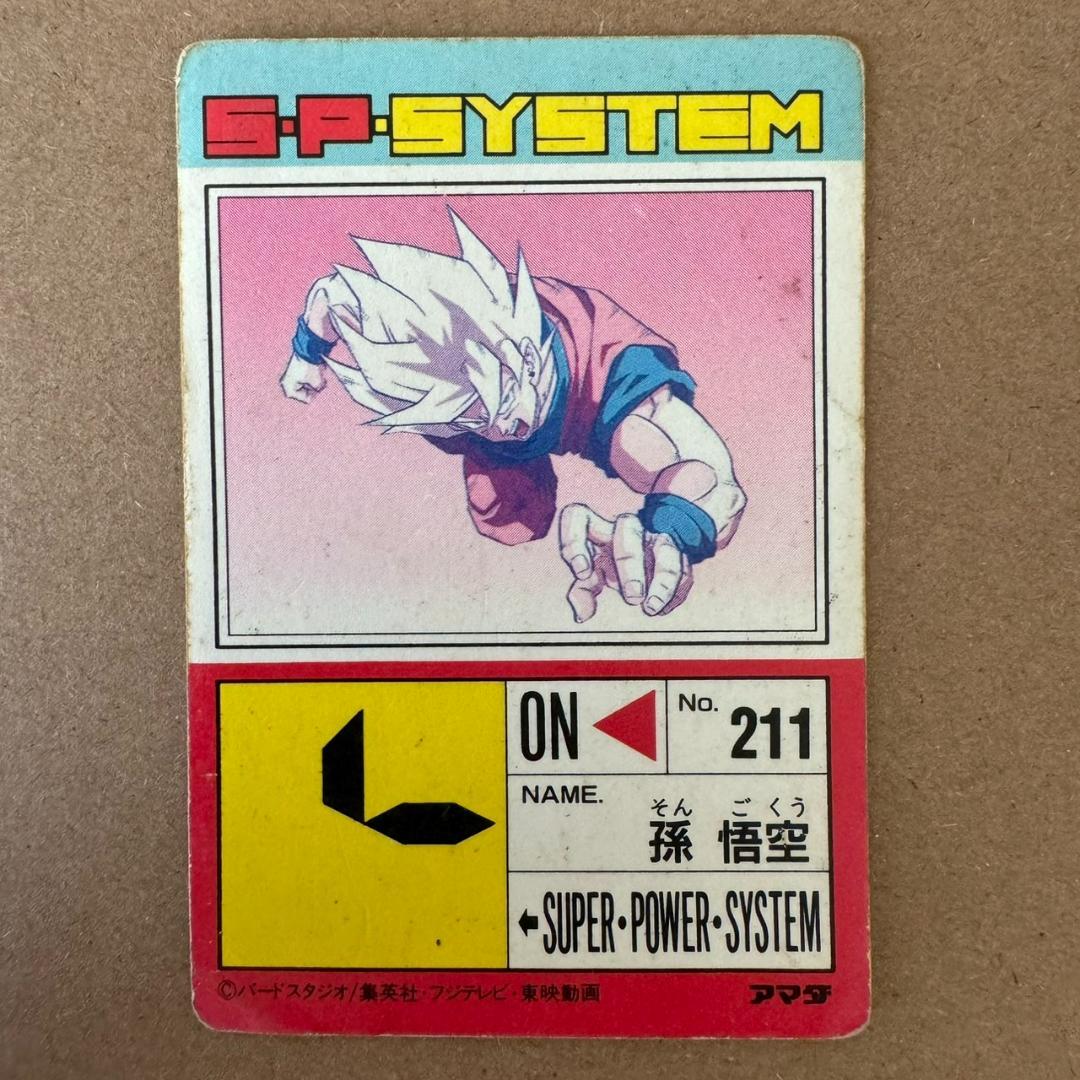 S·P·SYSTEM
ON
No.
211
NAME.
そん ごくう
孫 悟空
SUPER·POWER·SYSTEM
©バードスタジオ/集英社・フジテレビ・東映動画
アマダ